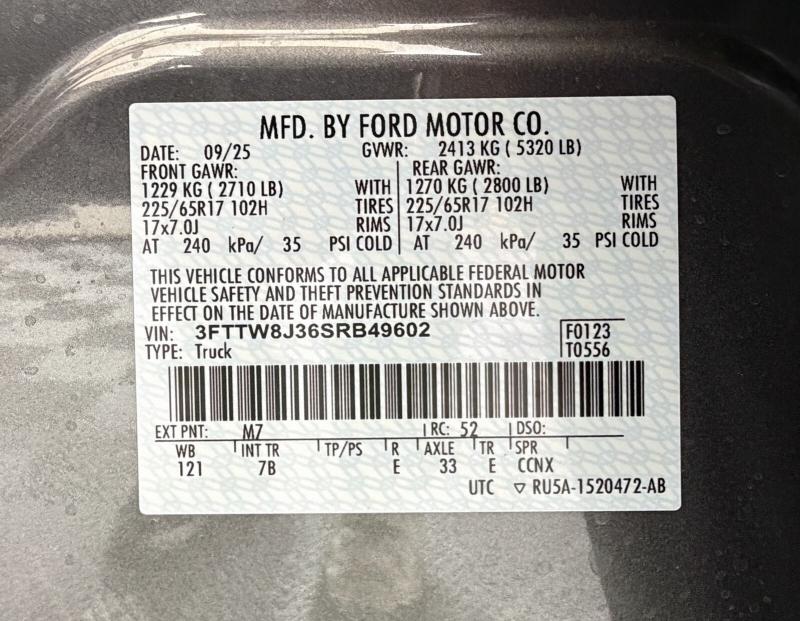 MFD. BY FORD MOTOR CO.
DATE: 09/25 GVWR: 2413 KG ( 5320 LB)
FRONT GAWR: REAR GAWR:
1229 KG ( 2710 LB) WITH 1270 KG ( 2800 LB) WITH
225/65R17 102H TIRES 225/65R17 102H TIRES
17x7.0J RIMS 17x7.0J RIMS
AT 240 kPa/ 35 PSI COLD AT 240 kPa/ 35 PSI COLD
THIS VEHICLE CONFORMS TO ALL APPLICABLE FEDERAL MOTOR
VEHICLE SAFETY AND THEFT PREVENTION STANDARDS IN
EFFECT ON THE DATE OF MANUFACTURE SHOWN ABOVE.
VIN: 3FTTW8J36SRB49602 F0123
TYPE: Truck T0556
EXT PNT: M7 RC: 52 DSO:
WB INT TR TP/PS R AXLE TR SPR
121 7B E 33 E CCNX
UTC ▽ RU5A-1520472-AB